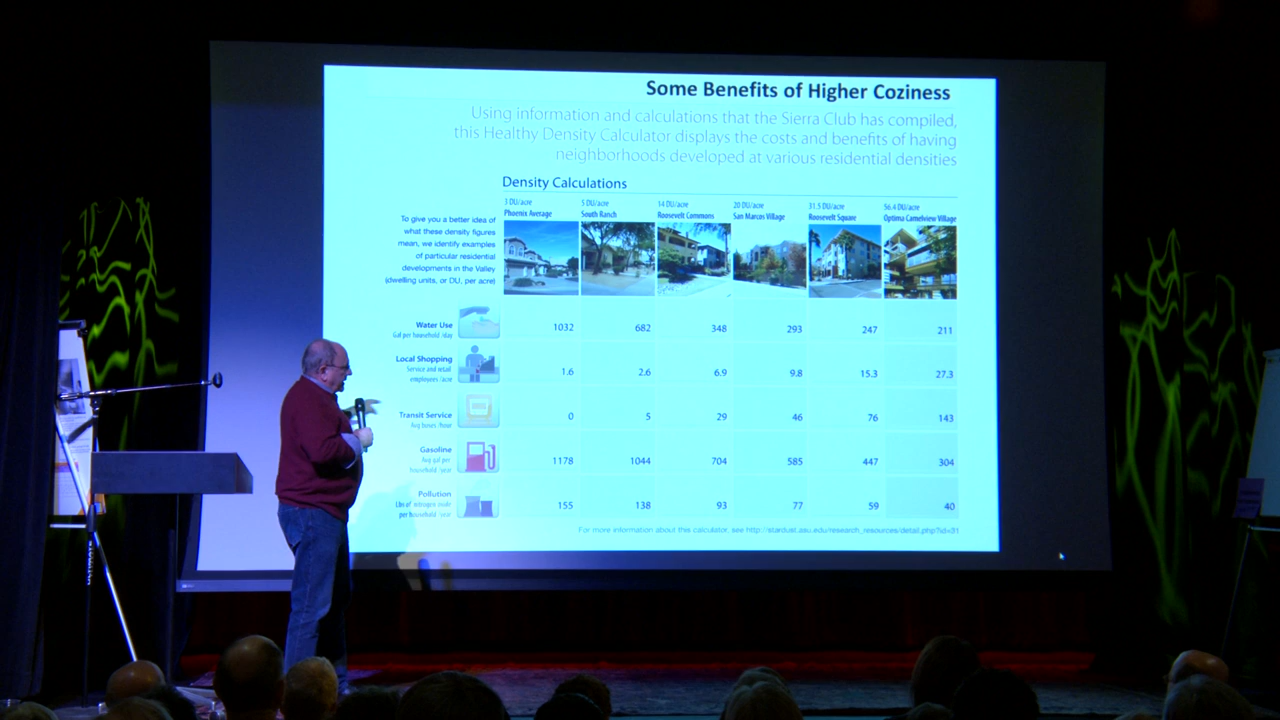 Some Benefits of Higher Coziness
Using information and calculations that the Sierra Club has compiled,
this Healthy Density Calculator displays the costs and benefits of having
neighborhoods developed at various residential densities
Density Calculations
3 DU/acre 5 DU/acre 14 DU/acre 20 DU/acre 31.5 DU/acre 56.4 DU/acre
Phoenix Average South Ranch Roosevelt Commons San Marcos Village Roosevelt Square Optima Camelview Village
To give you a better idea of
what these density figures
mean, we identify examples
of particular residential
developments in the Valley
(dwelling units, or DU, per acre)
Water Use 1032 682 348 293 247 211
Gal per household /day
Local Shopping 1.6 2.6 6.9 9.8 15.3 27.3
Service and retail
employees /acre
Transit Service 0 5 29 46 76 143
Avg buses /hour
Gasoline 1178 1044 704 585 447 304
Avg gal per
household /year
Pollution 155 138 93 77 59 40
Lbs of nitrogen oxide
per household /year
For more information about this calculator, see http://stardust.asu.edu/research_resources/detail.php?id=31